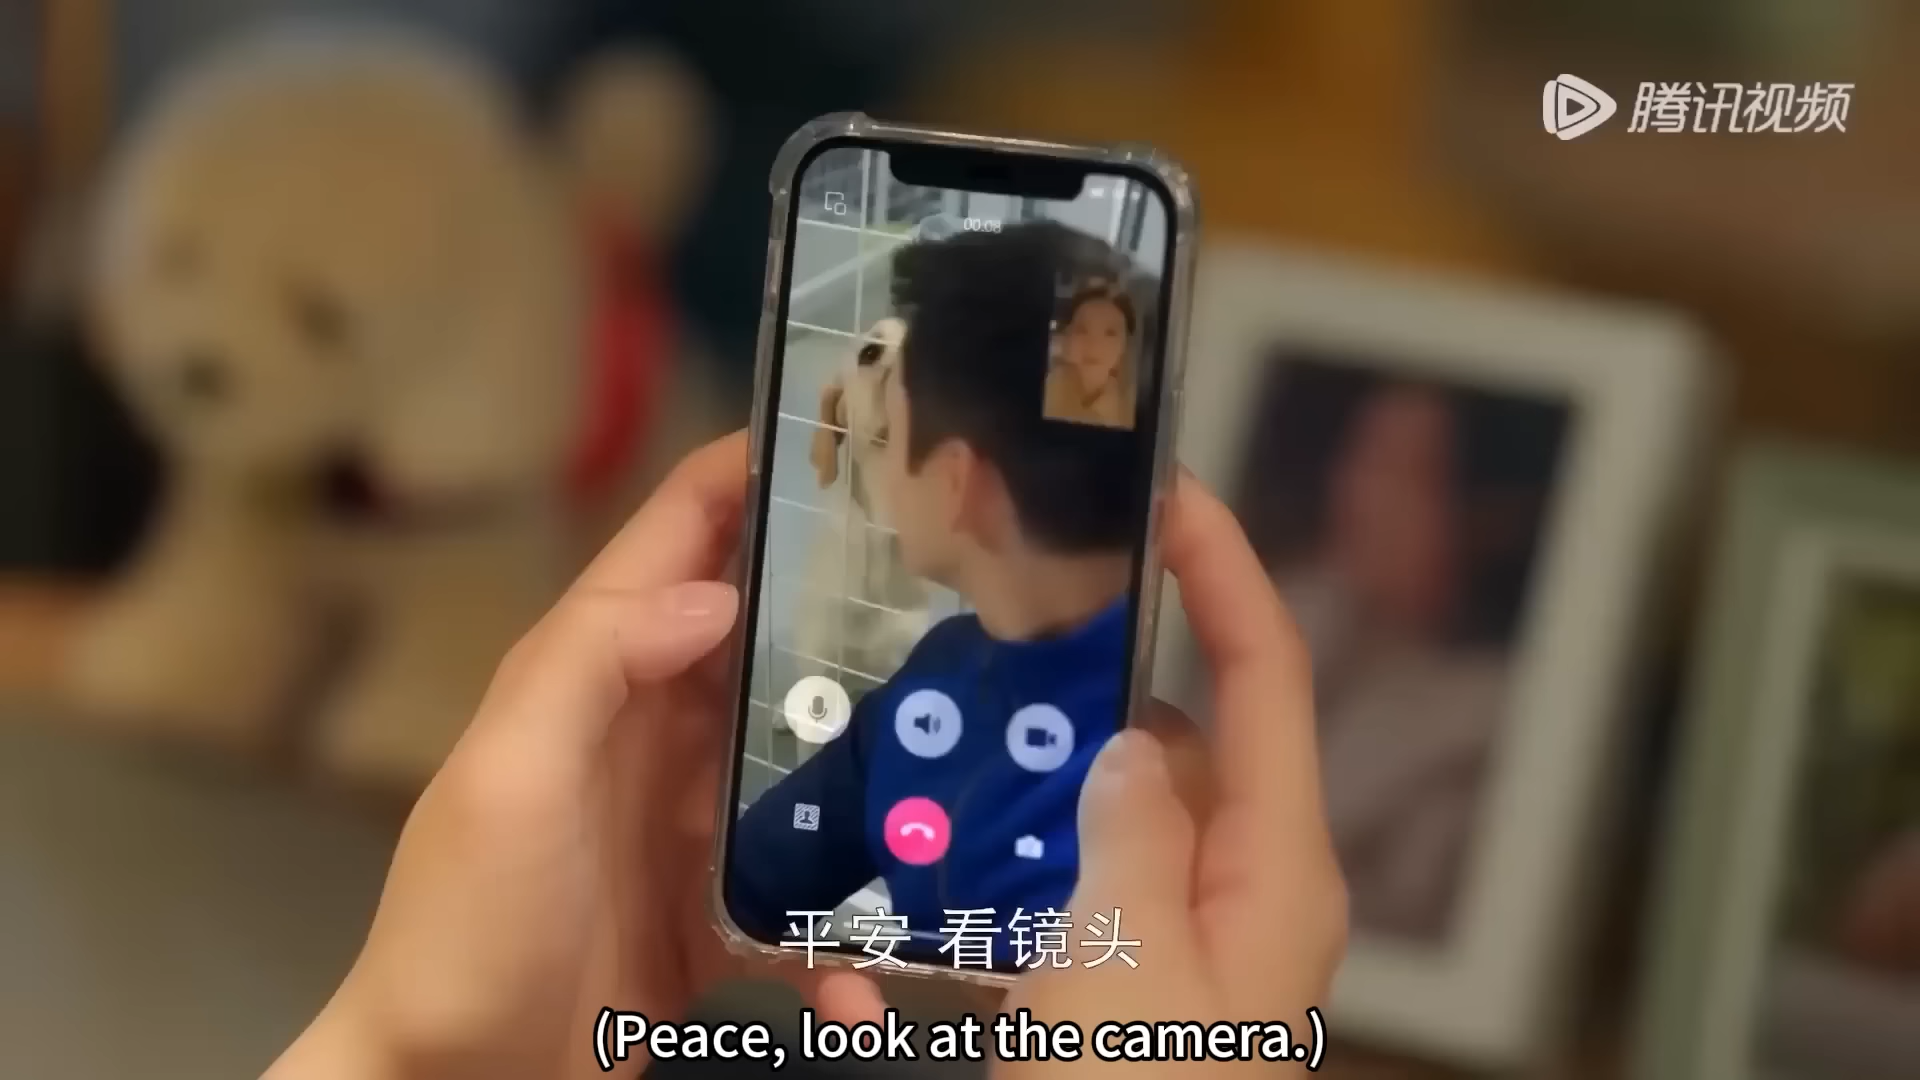 腾讯视频
00:08
平安 看镜头
(Peace, look at the camera.)